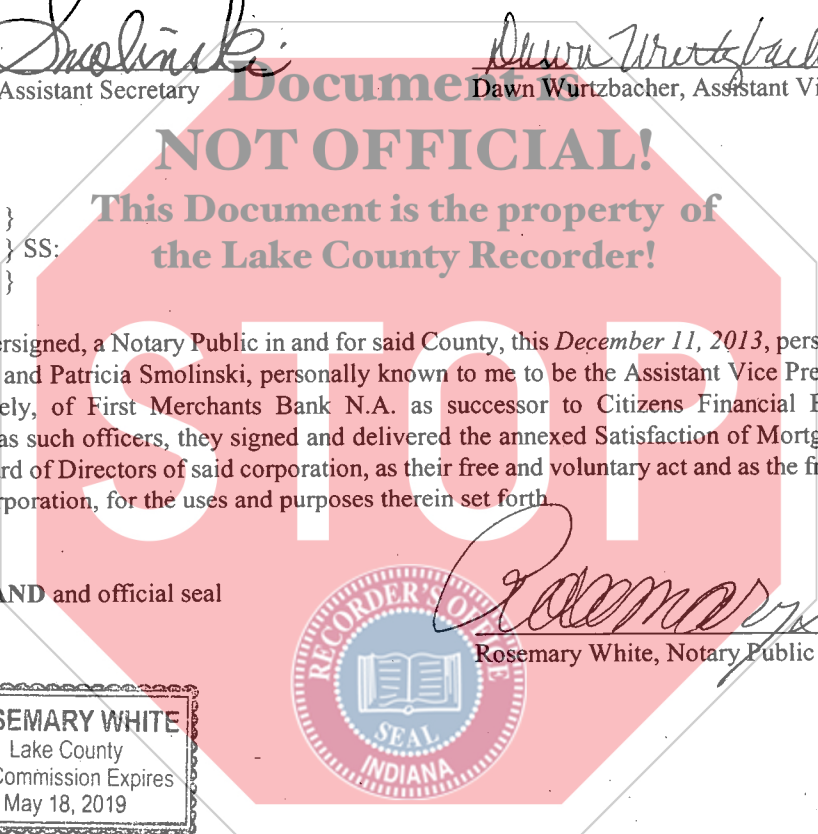 Smolinski
Dawn Wurtzbach
Assistant Secretary
Dawn Wurtzbacher, Assistant Vi
Document is
NOT OFFICIAL!
This Document is the property of
the Lake County Recorder!
}
} SS:
}
ersigned, a Notary Public in and for said County, this December 11, 2013, pers
and Patricia Smolinski, personally known to me to be the Assistant Vice Pre
ely, of First Merchants Bank N.A. as successor to Citizens Financial
as such officers, they signed and delivered the annexed Satisfaction of Mortg
rd of Directors of said corporation, as their free and voluntary act and as the fr
rporation, for the uses and purposes therein set forth
STOP
AND and official seal
Rosemary
Rosemary White, Notary Public
RECORDER'S OFFICE
SEAL
INDIANA
SEMARY WHITE
Lake County
Commission Expires
May 18, 2019